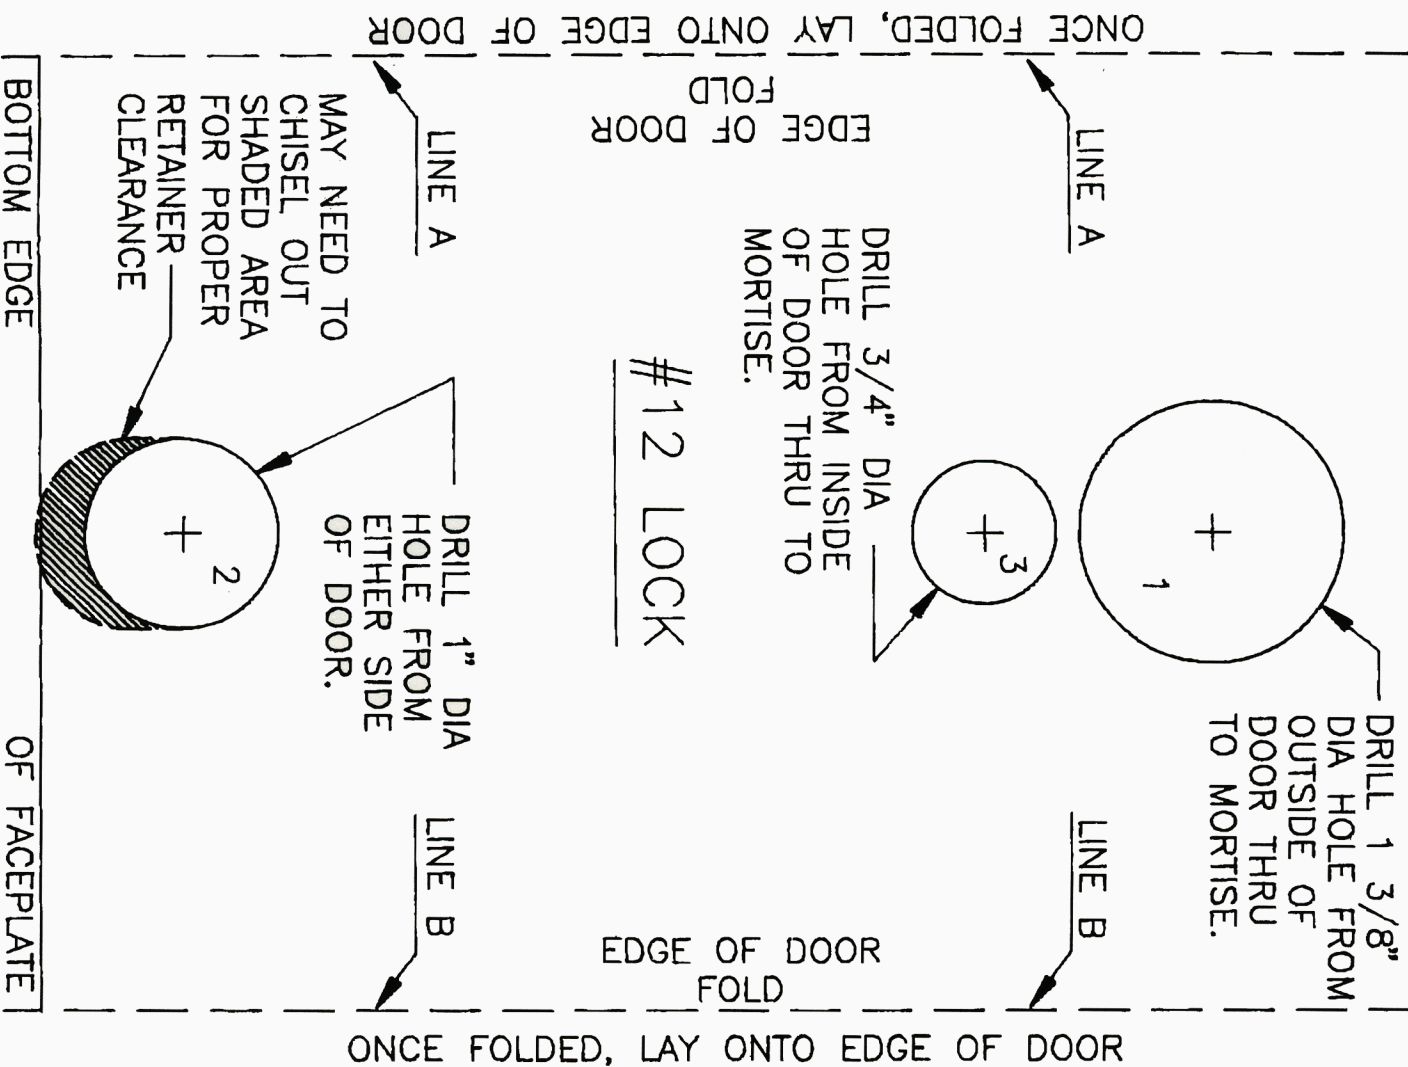 ONCE FOLDED, LAY ONTO EDGE OF DOOR
FOLD
EDGE OF DOOR
LINE A
LINE A
DRILL 1 3/8" 
DIA HOLE FROM
OUTSIDE OF
DOOR THRU
TO MORTISE.
1
3
DRILL 3/4" DIA
HOLE FROM INSIDE
OF DOOR THRU TO
MORTISE.
#12 LOCK
DRILL 1" DIA
HOLE FROM
EITHER SIDE
OF DOOR.
2
MAY NEED TO
CHISEL OUT
SHADED AREA
FOR PROPER
RETAINER
CLEARANCE
LINE B
LINE B
BOTTOM EDGE OF FACEPLATE
EDGE OF DOOR
FOLD
ONCE FOLDED, LAY ONTO EDGE OF DOOR